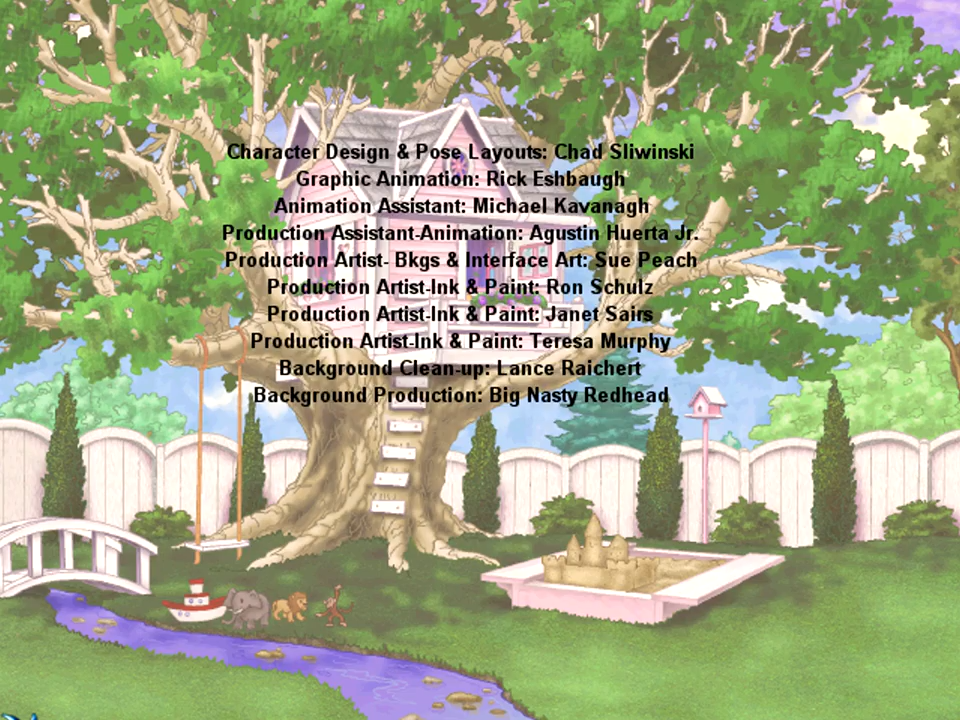 Character Design & Pose Layouts: Chad Sliwinski
Graphic Animation: Rick Eshbaugh
Animation Assistant: Michael Kavanagh
Production Assistant-Animation: Agustin Huerta Jr.
Production Artist- Bkgs & Interface Art: Sue Peach
Production Artist-Ink & Paint: Ron Schulz
Production Artist-Ink & Paint: Janet Sairs
Production Artist-Ink & Paint: Teresa Murphy
Background Clean-up: Lance Raichert
Background Production: Big Nasty Redhead